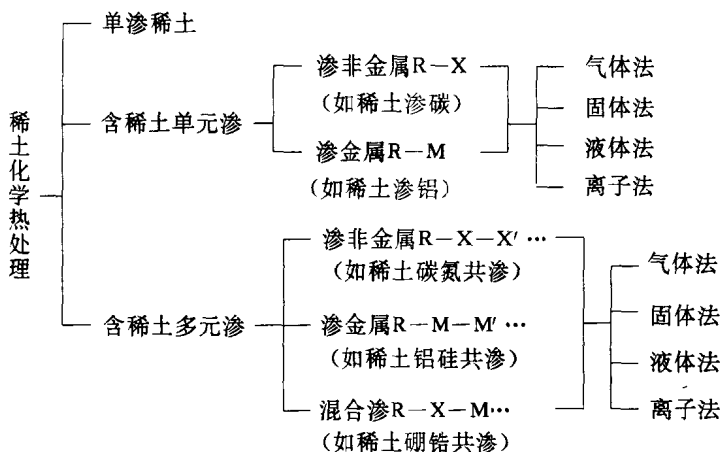 稀土化学热处理
单渗稀土
含稀土单元渗
渗非金属R－X
(如稀土渗碳)
渗金属R－M
(如稀土渗铝)
气体法
固体法
液体法
离子法
含稀土多元渗
渗非金属R－X－X′…
(如稀土碳氮共渗)
渗金属R－M－M′…
(如稀土铝硅共渗)
混合渗R－X－M…
(如稀土硼锆共渗)
气体法
固体法
液体法
离子法